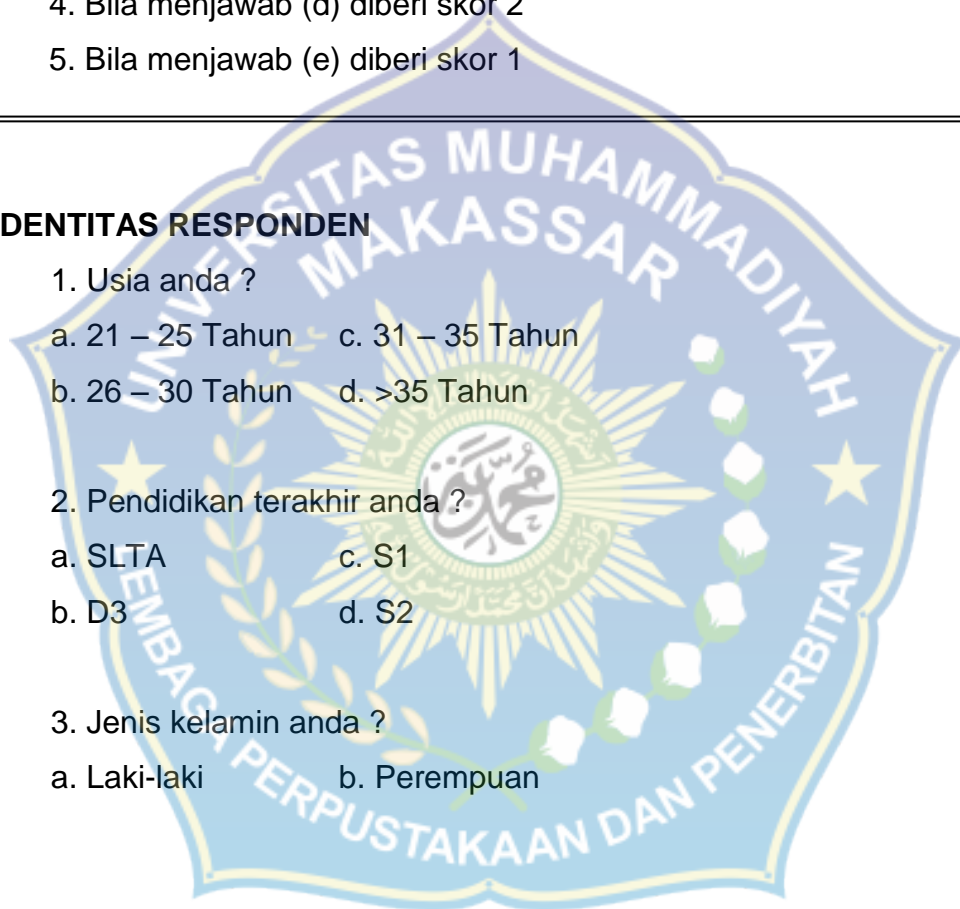 4. Bila menjawab (d) diberi skor 2
5. Bila menjawab (e) diberi skor 1
DENTITAS RESPONDEN
1. Usia anda ?
a. 21 – 25 Tahun c. 31 – 35 Tahun
b. 26 – 30 Tahun d. >35 Tahun
2. Pendidikan terakhir anda ?
a. SLTA c. S1
b. D3 d. S2
3. Jenis kelamin anda ?
a. Laki-laki b. Perempuan
UNIVERSITAS MUHAMMADIYAH
MAKASSAR
LEMBAGA PERPUSTAKAAN DAN PENERBITAN